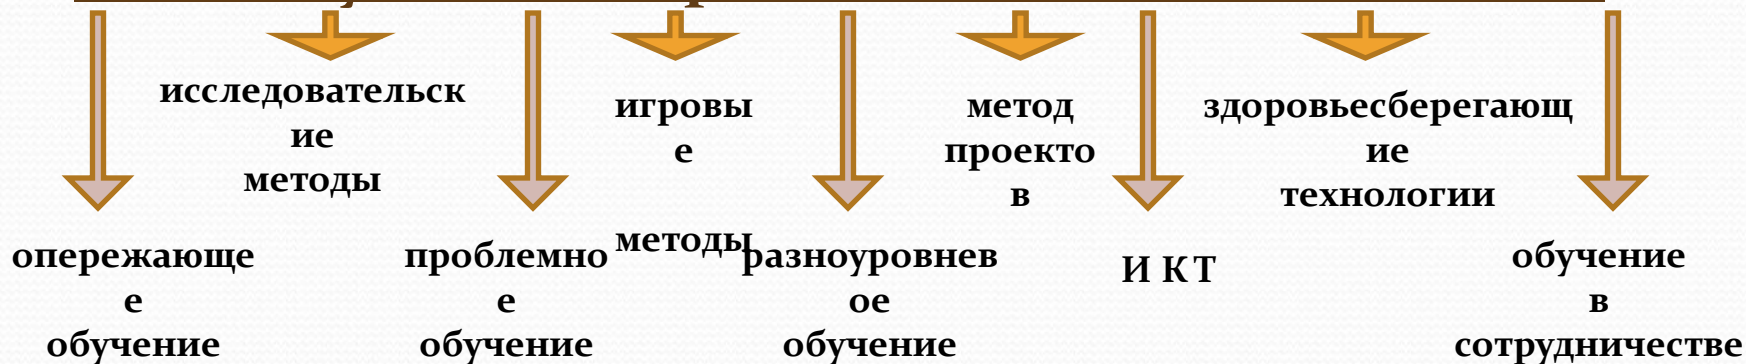 исследовательск
ие
методы
игровы
е
методы
метод
проекто
в
здоровьесберегающ
ие
технологии
опережающе
е
обучение
проблемно
е
обучение
разноуровнев
ое
обучение
И КТ
обучение
в
сотрудничестве